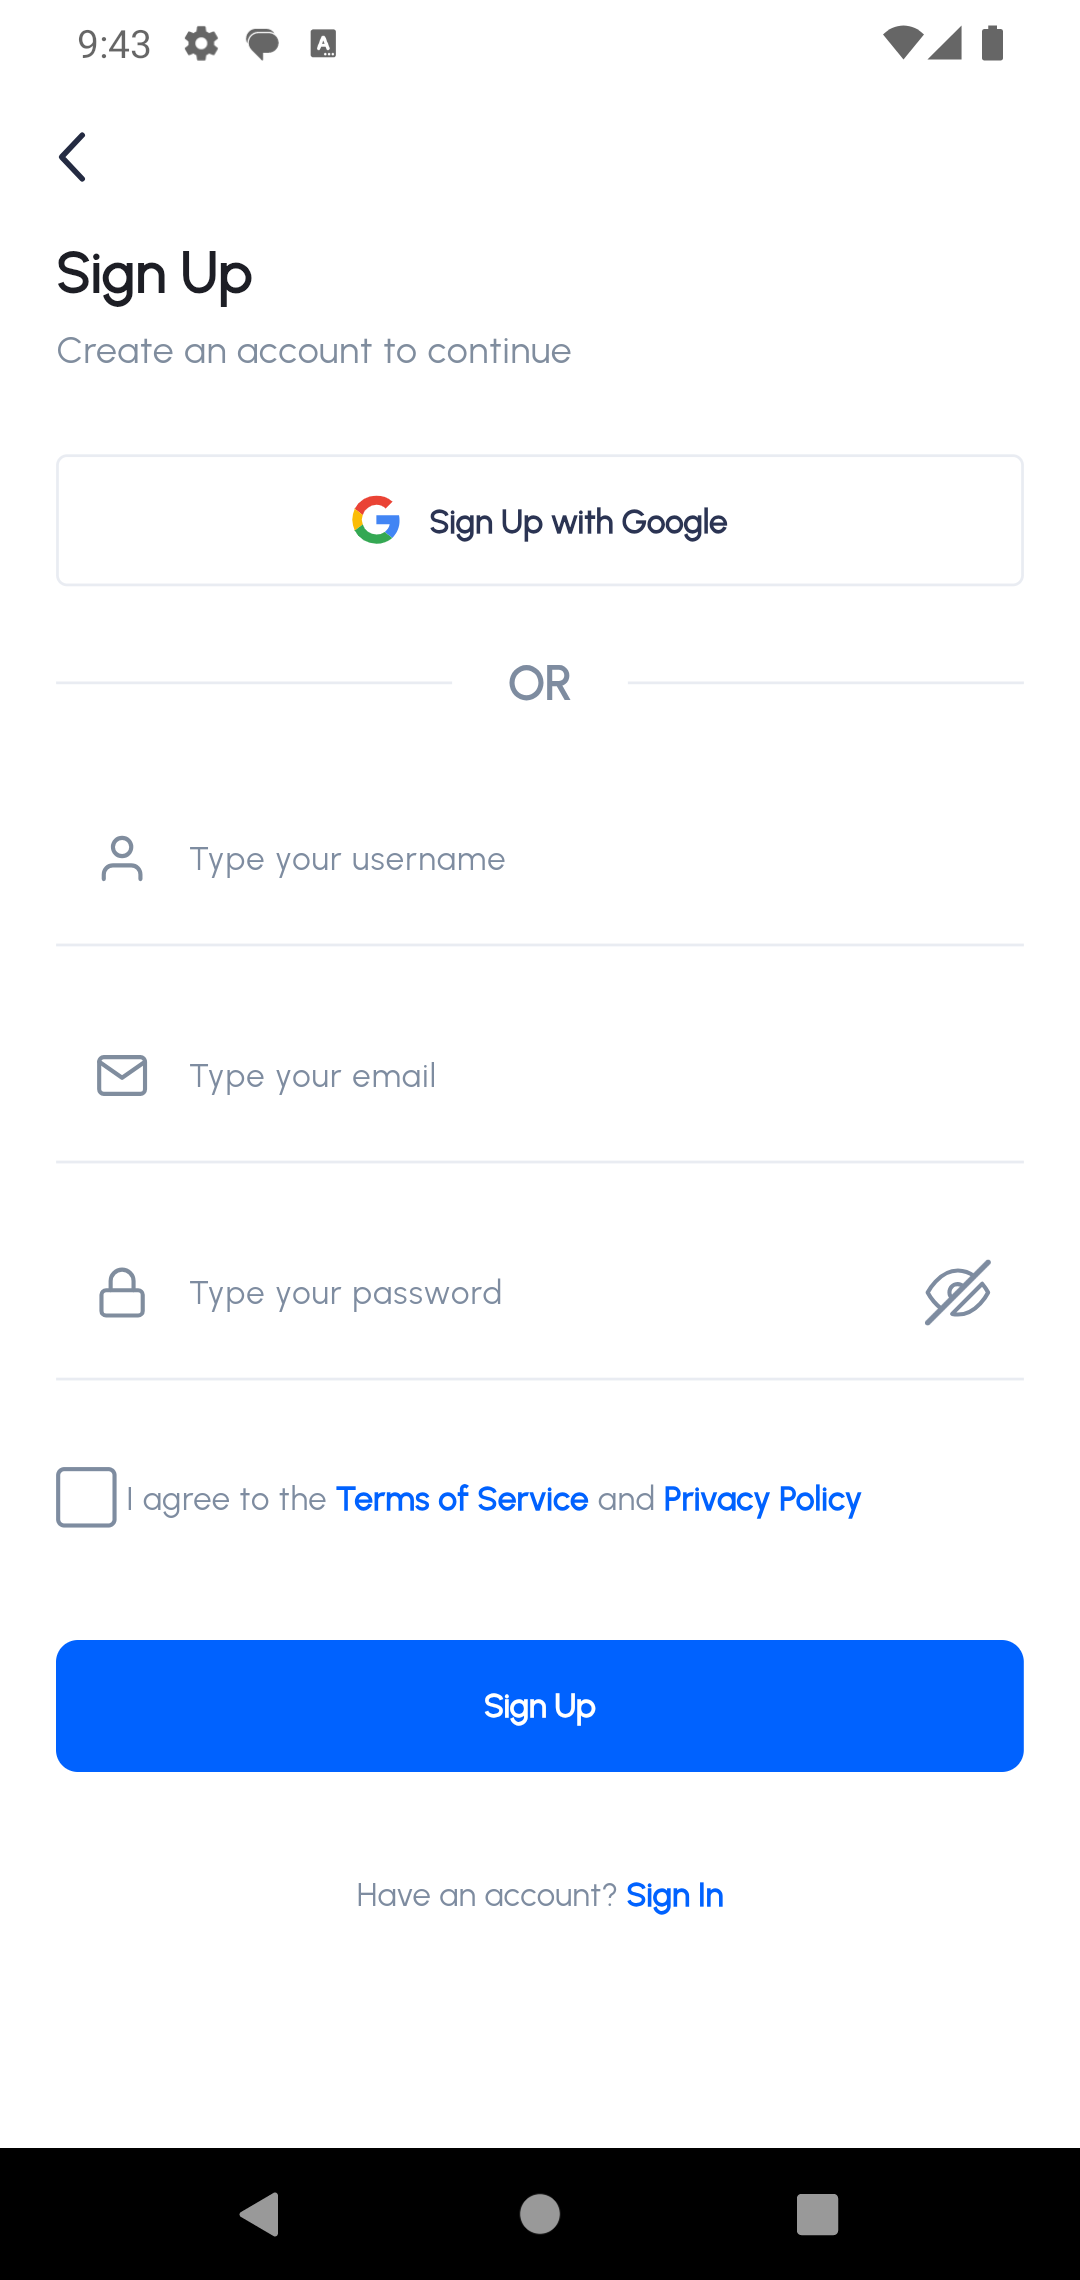 9:43
Sign Up
Create an account to continue
Sign Up with Google
OR
Type your username
Type your email
Type your password
I agree to the Terms of Service and Privacy Policy
Sign Up
Have an account? Sign In